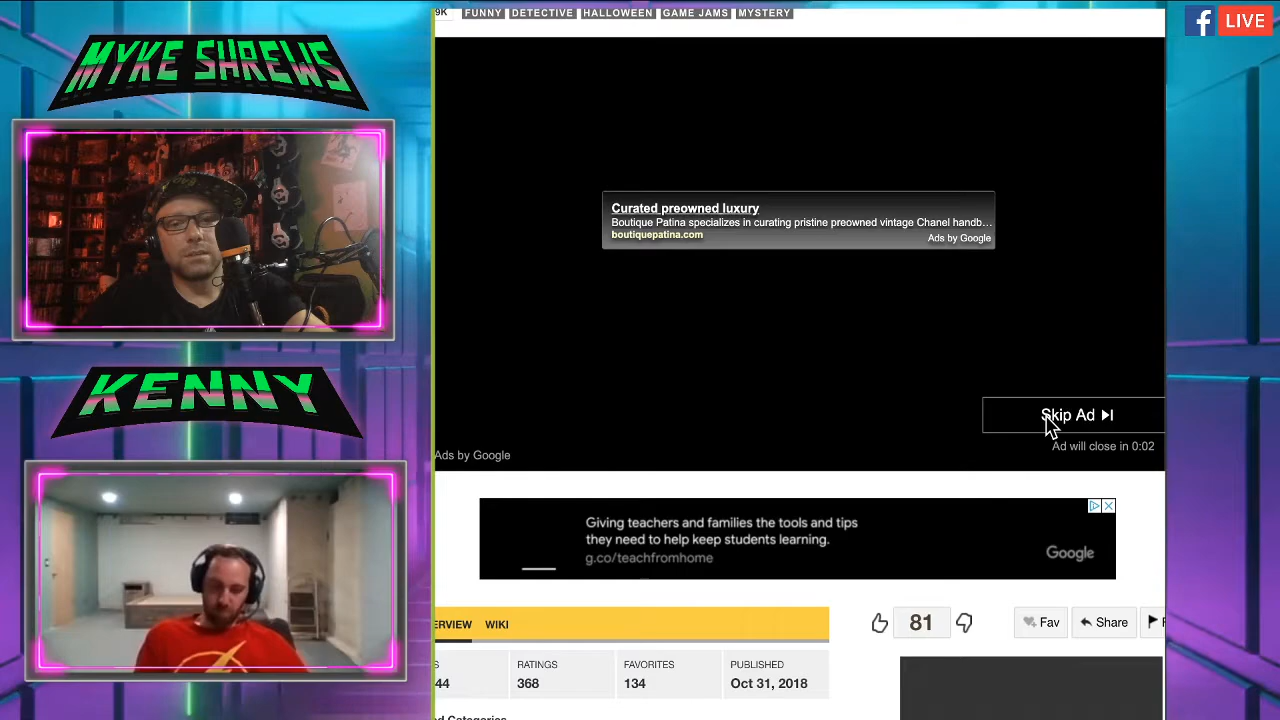 MYKE SHREWS
KENNY
9K FUNNY DETECTIVE HALLOWEEN GAME JAMS MYSTERY
f LIVE
Curated preowned luxury
Boutique Patina specializes in curating pristine preowned vintage Chanel handb...
boutiquepatina.com
Ads by Google
Skip Ad
Ad will close in 0:02
Ads by Google
Giving teachers and families the tools and tips
they need to help keep students learning.
g.co/teachfromhome
Google
ERVIEW WIKI
81
Fav
Share
F
S RATINGS FAVORITES PUBLISHED
44 368 134 Oct 31, 2018
d Categories